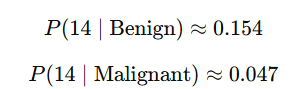 P(14 | Benign) ≈ 0.154
P(14 | Malignant) ≈ 0.047